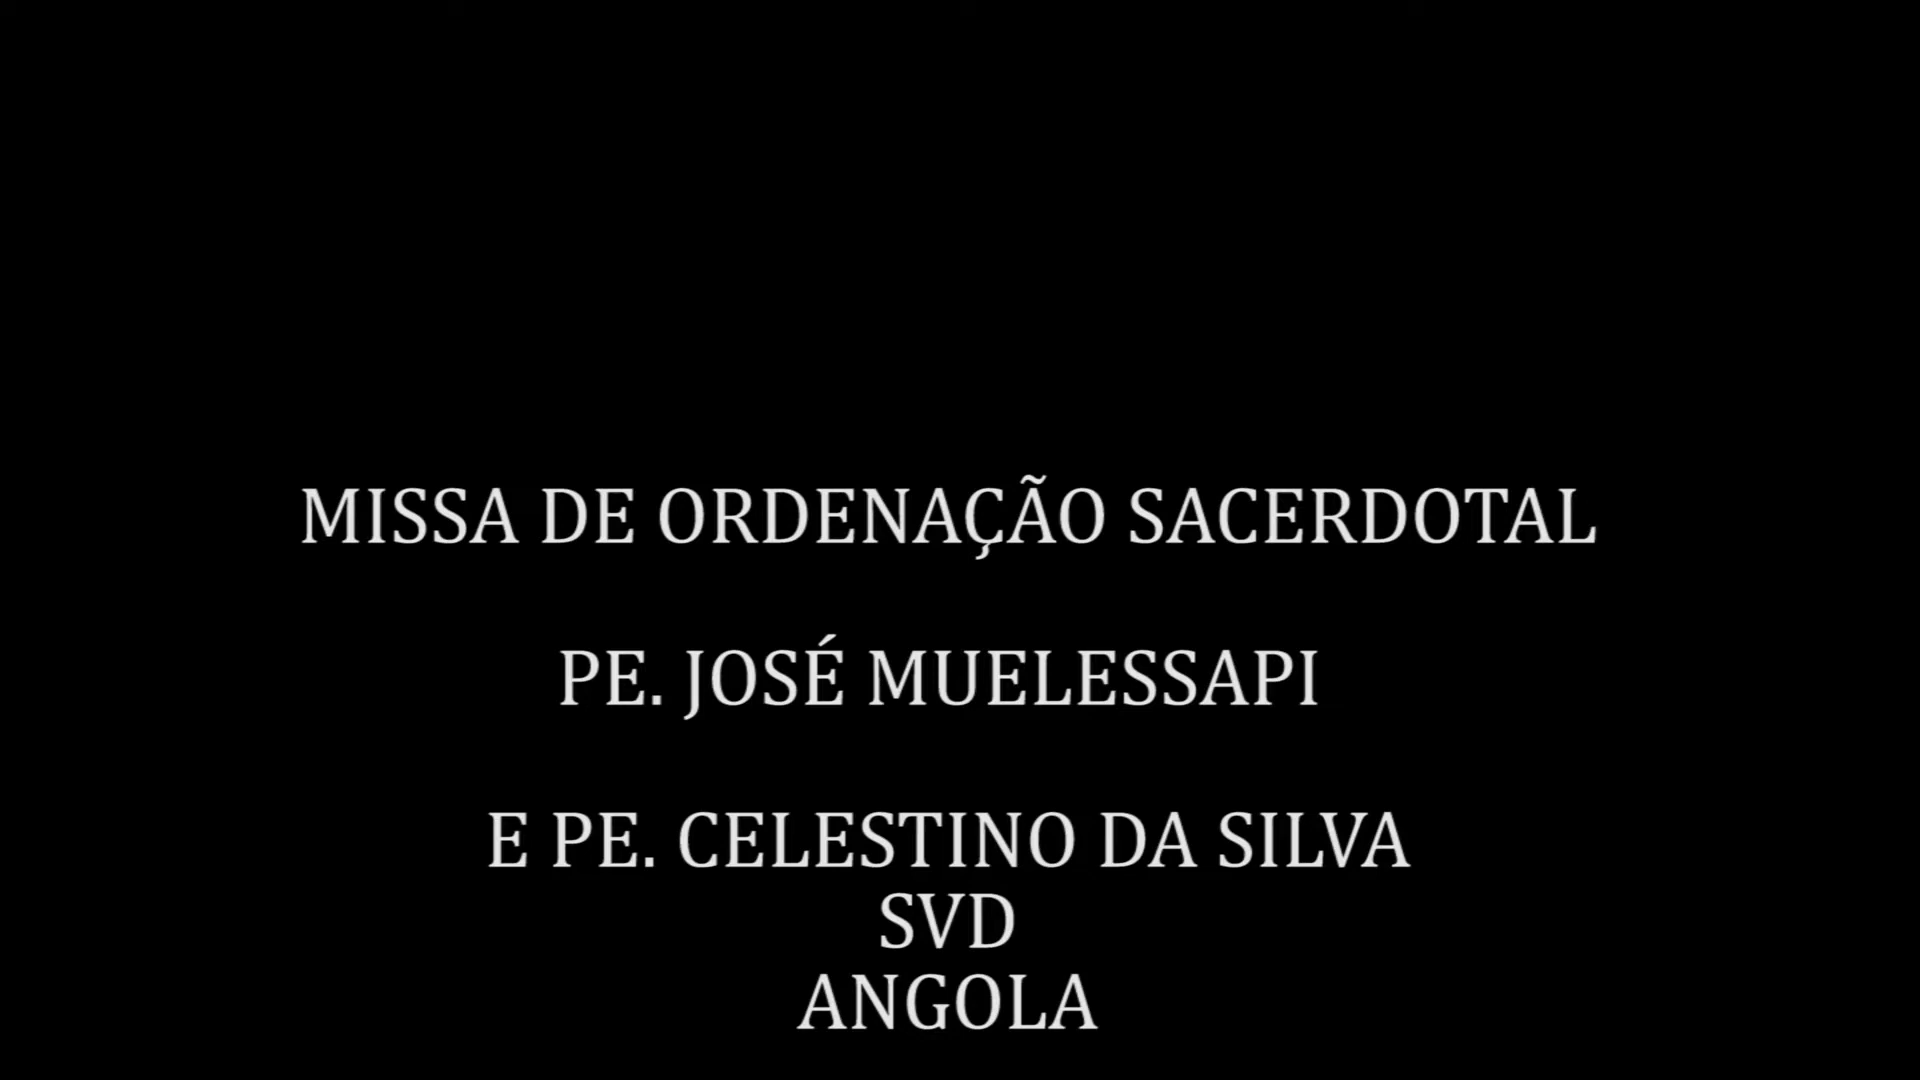 MISSA DE ORDENAÇÃO SACERDOTAL
PE. JOSÉ MUELESSAPI
E PE. CELESTINO DA SILVA
SVD
ANGOLA